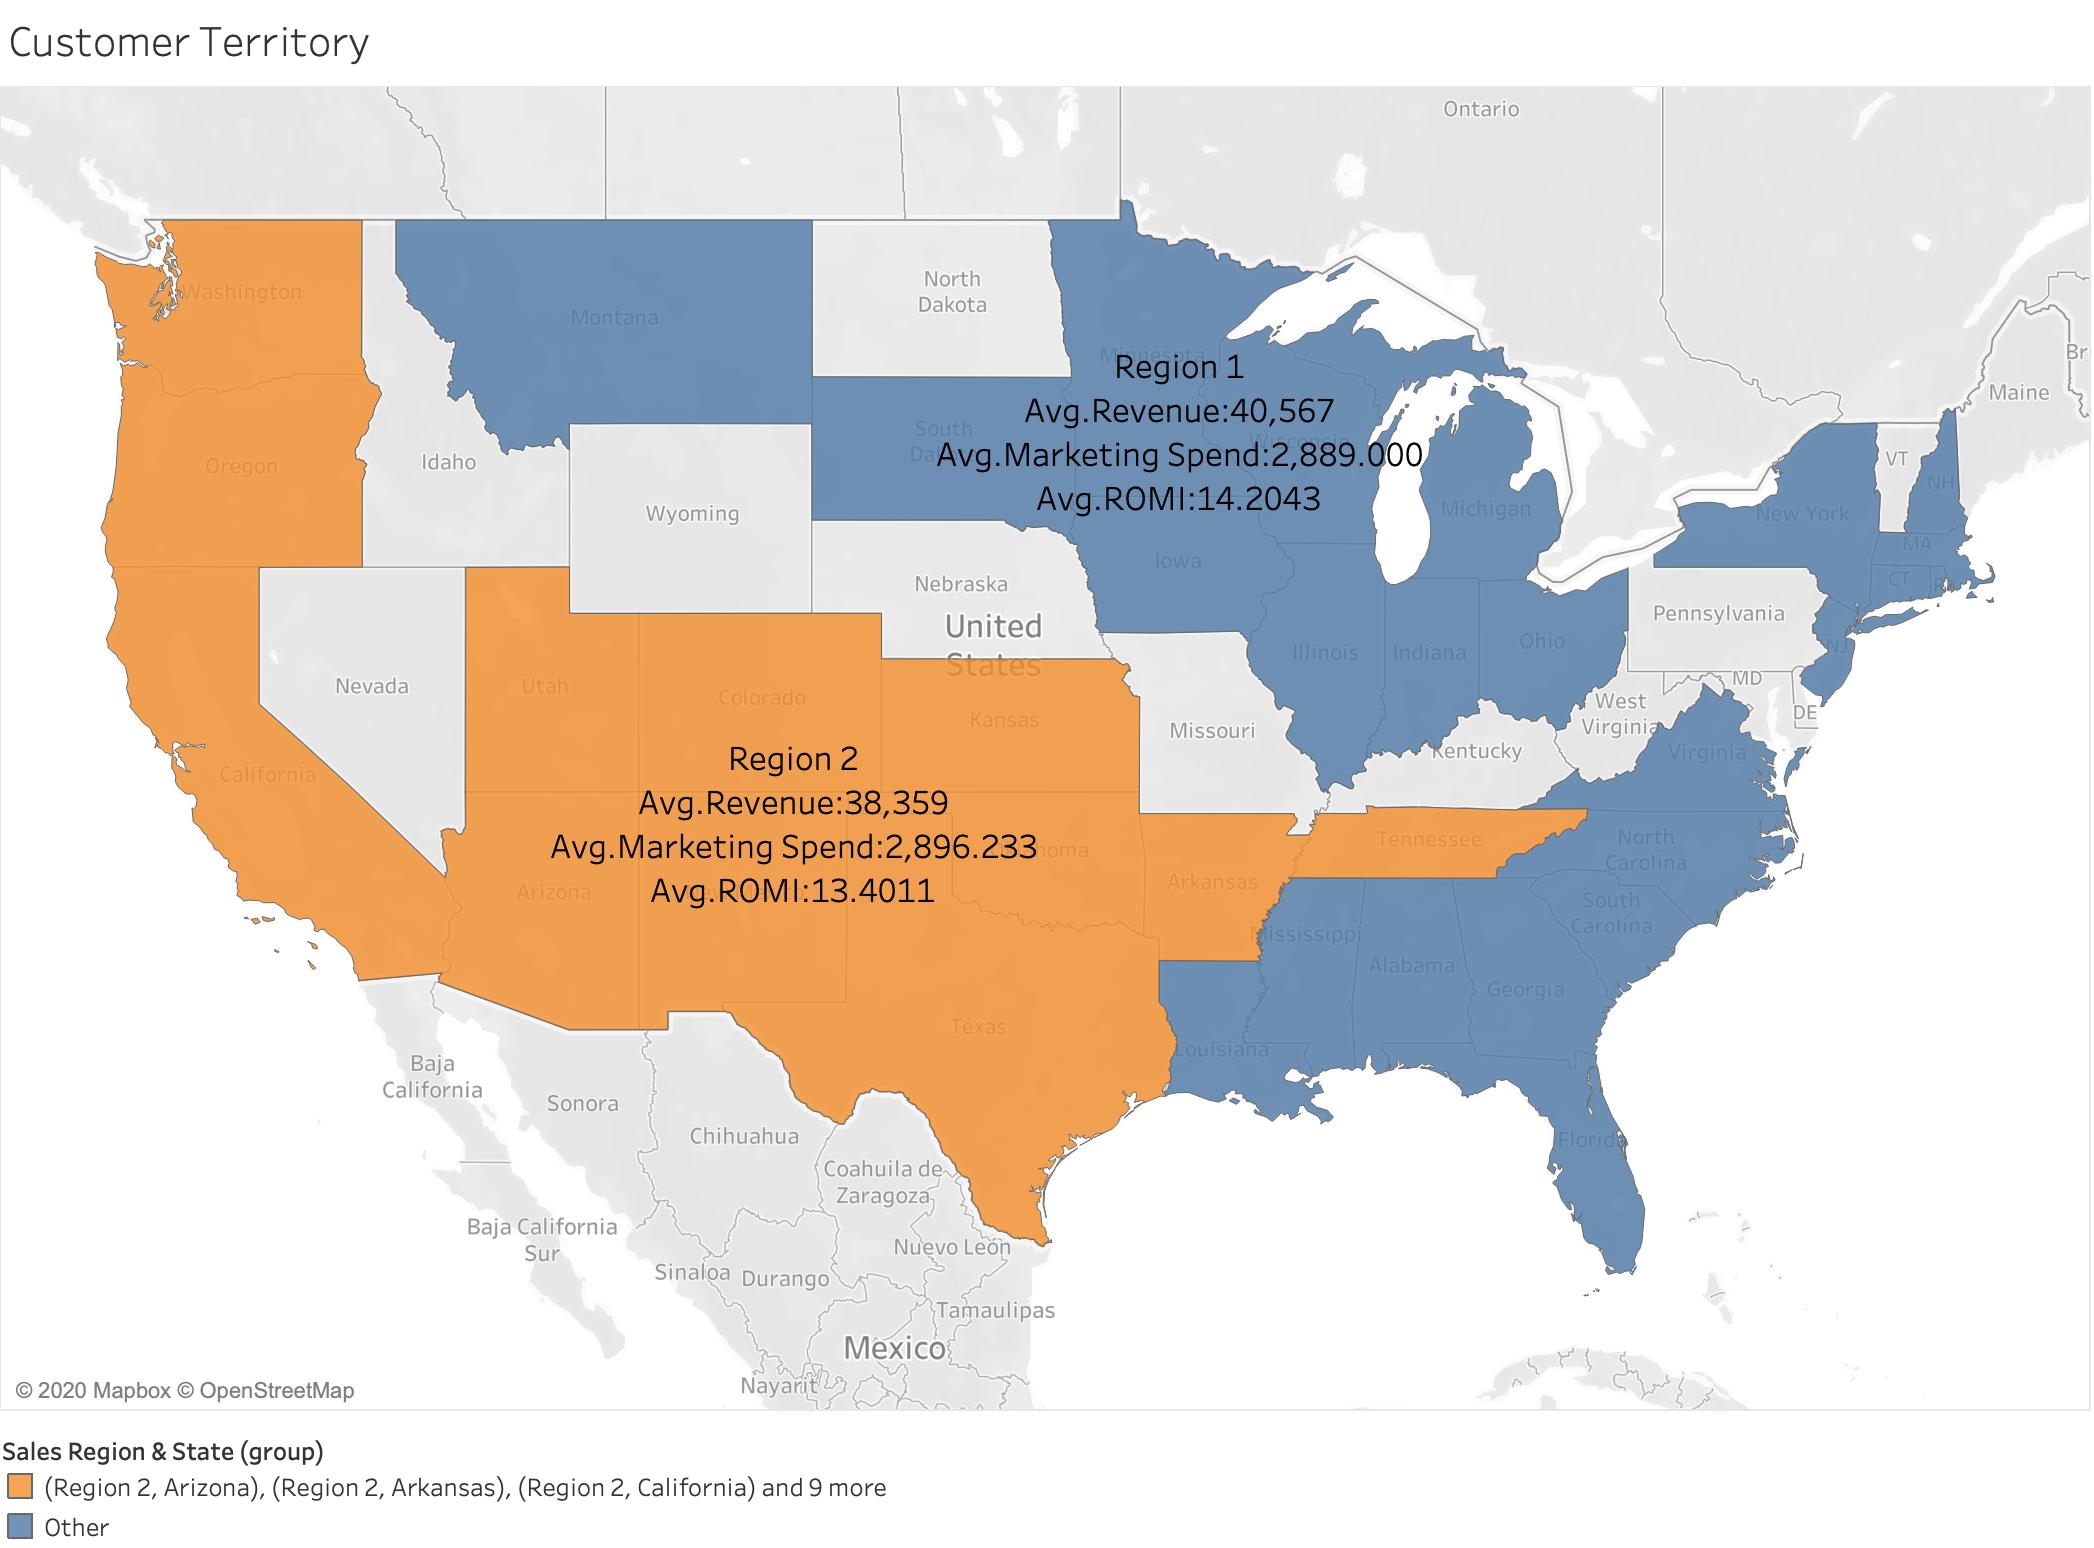 Customer Territory
Ontario
Washington
Montana
North
Dakota
Minnesota
Region 1
Avg.Revenue:40,567
Avg.Marketing Spend:2,889.000
Avg.ROMI:14.2043
South
Wisconsin
Michigan
Maine
Br
VT
NH
New York
MA
CT
Oregon
Idaho
Wyoming
Iowa
Nebraska
United
States
Pennsylvania
NJ
MD
DE
Ohio
Illinois
Indiana
West
Virginia
Virginia
Nevada
Utah
Colorado
Kansas
Missouri
Kentucky
California
Region 2
Avg.Revenue:38,359
Avg.Marketing Spend:2,896.233
Avg.ROMI:13.4011
Arizona
Arkansas
Tennessee
North
Carolina
South
Carolina
Mississippi
Alabama
Georgia
Texas
Louisiana
Florida
Baja
California
Sonora
Chihuahua
Coahuila de
Zaragoza
Baja California
Sur
Nuevo León
Sinaloa
Durango
Tamaulipas
Mexico
Nayarit
© 2020 Mapbox © OpenStreetMap
Sales Region & State (group)
(Region 2, Arizona), (Region 2, Arkansas), (Region 2, California) and 9 more
Other